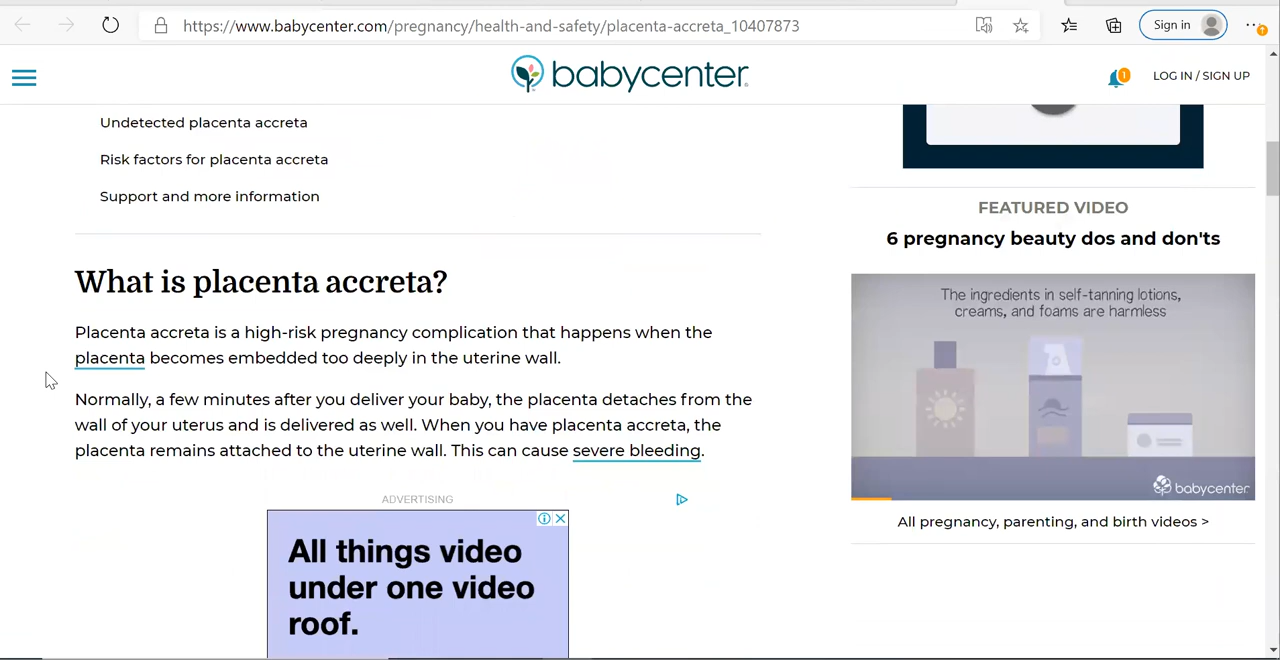 https://www.babycenter.com/pregnancy/health-and-safety/placenta-accreta_10407873
Sign in
babycenter
1
LOG IN / SIGN UP
Undetected placenta accreta
Risk factors for placenta accreta
Support and more information
What is placenta accreta?
Placenta accreta is a high-risk pregnancy complication that happens when the
placenta becomes embedded too deeply in the uterine wall.
Normally, a few minutes after you deliver your baby, the placenta detaches from the
wall of your uterus and is delivered as well. When you have placenta accreta, the
placenta remains attached to the uterine wall. This can cause severe bleeding.
ADVERTISING
All things video
under one video
roof.
FEATURED VIDEO
6 pregnancy beauty dos and don'ts
The ingredients in self-tanning lotions,
creams, and foams are harmless
babycenter
All pregnancy, parenting, and birth videos >